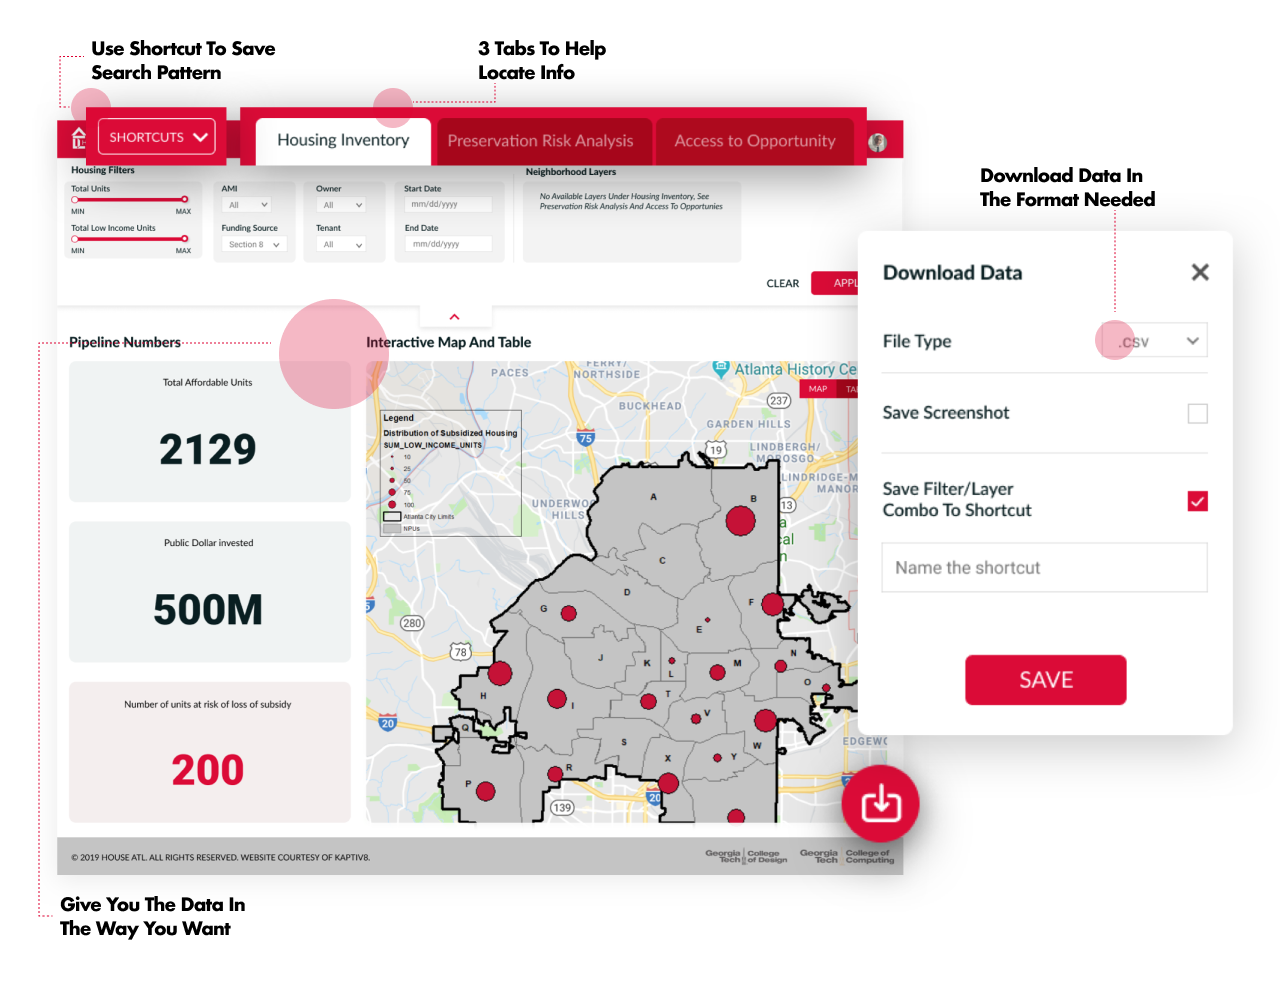 Use Shortcut To Save
Search Pattern
3 Tabs To Help
Locate Info
SHORTCUTS
Housing Inventory
Preservation Risk Analysis
Access to Opportunity
Housing Filters
Total Units
MIN MAX
Total Low Income Units
MIN MAX
AMI
All
Funding Source
Section 8
Owner
All
Tenant
All
Start Date
mm/dd/yyyy
End Date
mm/dd/yyyy
Neighborhood Layers
No Available Layers Under Housing Inventory, See
Preservation Risk Analysis And Access To Opportunies
CLEAR
APPL
Download Data In
The Format Needed
Download Data
File Type
.csv
Save Screenshot
Save Filter/Layer
Combo To Shortcut
Name the shortcut
SAVE
Pipeline Numbers
Total Affordable Units
2129
Public Dollar invested
500M
Number of units at risk of loss of subsidy
200
Interactive Map And Table
MAP
TA
Legend
Distribution of Subsidized Housing
SUM_LOW_INCOME_UNITS
10
25
50
75
100
Atlanta City Limits
NPUs
PACES
FERRY/
NORTHSIDE
Atlanta History Ce
BUCKHEAD
237
GARDEN HILLS
75
19
LINDBERGH/
MOROSGO
LINDRIDGE-M
MANOR
UNDERWO
HILLS
13
a
cal
n
A
B
C
D
E
F
G
H
I
J
K
L
M
N
O
P
Q
R
S
T
V
W
X
Y
280
78
20
139
20
EDGEWO
© 2019 HOUSE ATL. ALL RIGHTS RESERVED. WEBSITE COURTESY OF KAPTIV8.
Georgia Tech College of Design
Georgia Tech College of Computing
Give You The Data In
The Way You Want